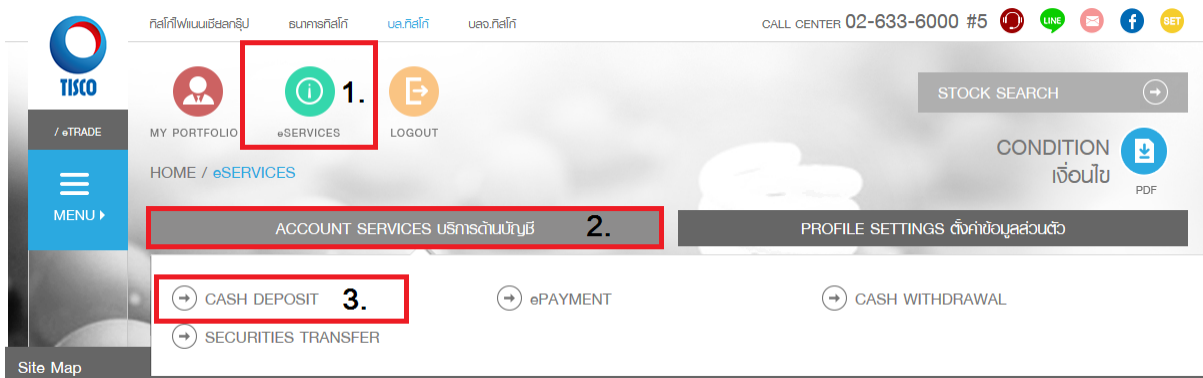 ทิสโก้ไฟแนนเชียลกรุ๊ป ธนาคารทิสโก้ บล.ทิสโก้ บลจ.ทิสโก้ CALL CENTER 02-633-6000 #5 LINE f SET
TISCO
1.
STOCK SEARCH
/ eTRADE
MY PORTFOLIO eSERVICES LOGOUT
CONDITION
เงื่อนไข
PDF
HOME / eSERVICES
MENU
ACCOUNT SERVICES บริการด้านบัญชี 2. PROFILE SETTINGS ตั้งค่าข้อมูลส่วนตัว
CASH DEPOSIT 3. ePAYMENT CASH WITHDRAWAL
SECURITIES TRANSFER
Site Map